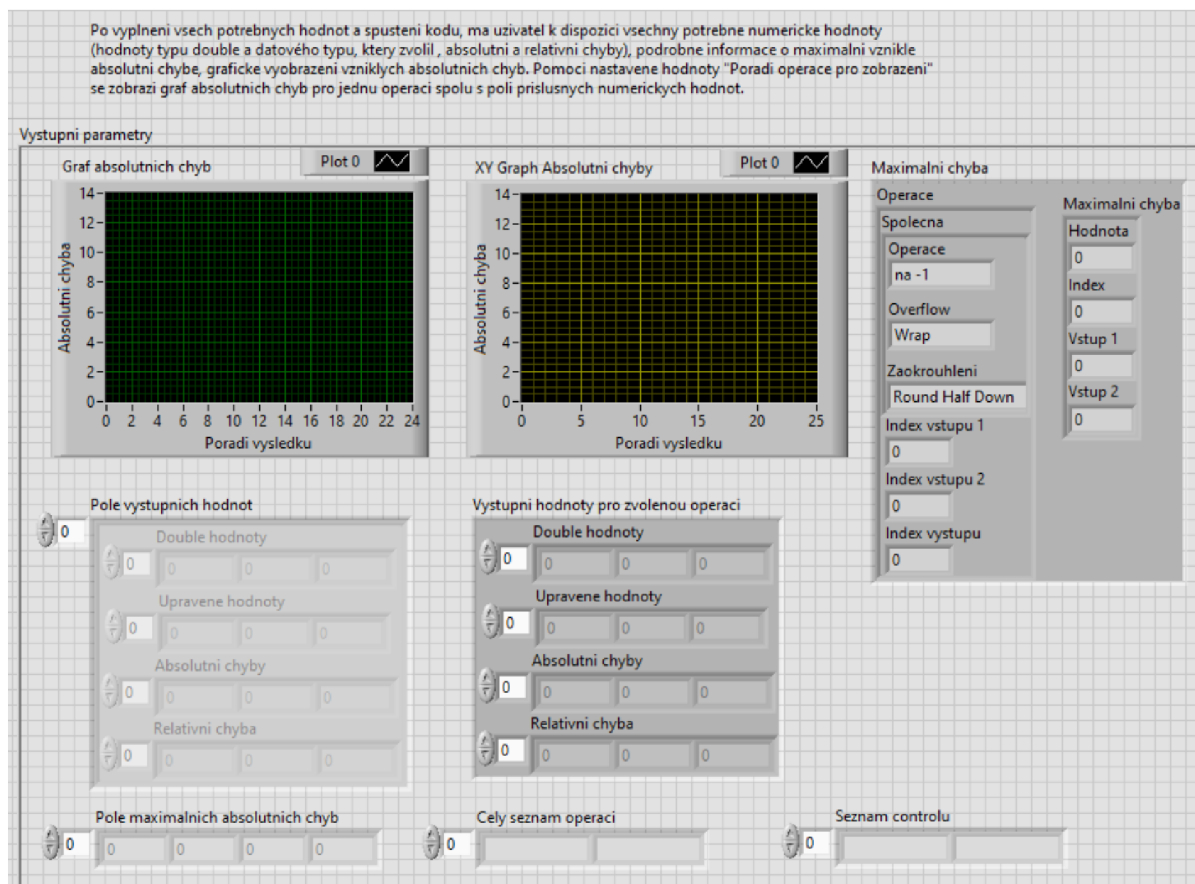 Po vyplneni vsech potrebnych hodnot a spusteni kodu, ma uzivatel k dispozici vsechny potrebne numericke hodnoty
(hodnoty typu double a datového typu, ktery zvolil , absolutni a relativni chyby), podrobne informace o maximalni vznikle
absolutni chybe, graficke vyobrazeni vzniklych absolutnich chyb. Pomoci nastavene hodnoty "Poradi operace pro zobrazeni"
se zobrazi graf absolutnich chyb pro jednu operaci spolu s poli prislusnych numerickych hodnot.
Vystupni parametry
Graf absolutnich chyb
Plot 0
Absolutni chyba
14
12
10
8
6
4
2
0
0 2 4 6 8 10 12 14 16 18 20 22 24
Poradi vysledku
XY Graph Absolutni chyby
Plot 0
Absolutni chyba
14
12
10
8
6
4
2
0
0 5 10 15 20 25
Poradi vysledku
Maximalni chyba
Operace
Spolecna
Operace
na -1
Overflow
Wrap
Zaokrouhleni
Round Half Down
Index vstupu 1
0
Index vstupu 2
0
Index vystupu
0
Maximalni chyba
Hodnota
0
Index
0
Vstup 1
0
Vstup 2
0
Pole vystupnich hodnot
0
Double hodnoty
0 0 0 0
Upravene hodnoty
0 0 0 0
Absolutni chyby
0 0 0 0
Relativni chyba
0 0 0 0
Vystupni hodnoty pro zvolenou operaci
Double hodnoty
0 0 0 0
Upravene hodnoty
0 0 0 0
Absolutni chyby
0 0 0 0
Relativni chyba
0 0 0 0
Pole maximalnich absolutnich chyb
0 0 0 0 0
Cely seznam operaci
0
Seznam controlu
0